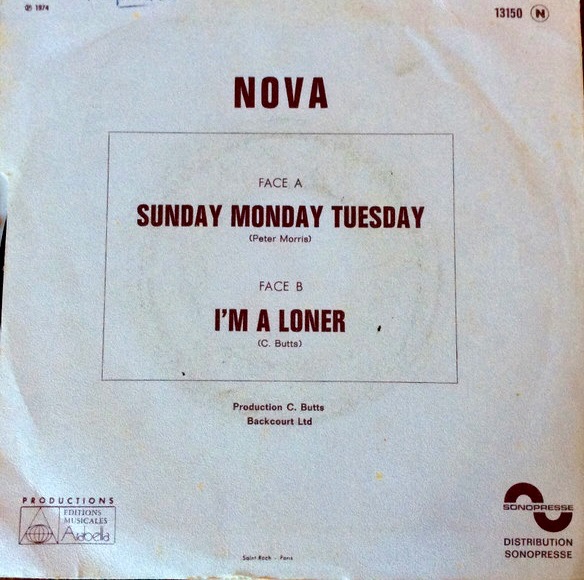 ℗ 1974
13150 N
NOVA
FACE A
SUNDAY MONDAY TUESDAY
(Peter Morris)
FACE B
I'M A LONER
(C. Butts)
Production C. Butts
Backcourt Ltd
PRODUCTIONS
EDITIONS
MUSICALES
Arabella
SONOPRESSE
DISTRIBUTION
SONOPRESSE
Saint Roch - Paris